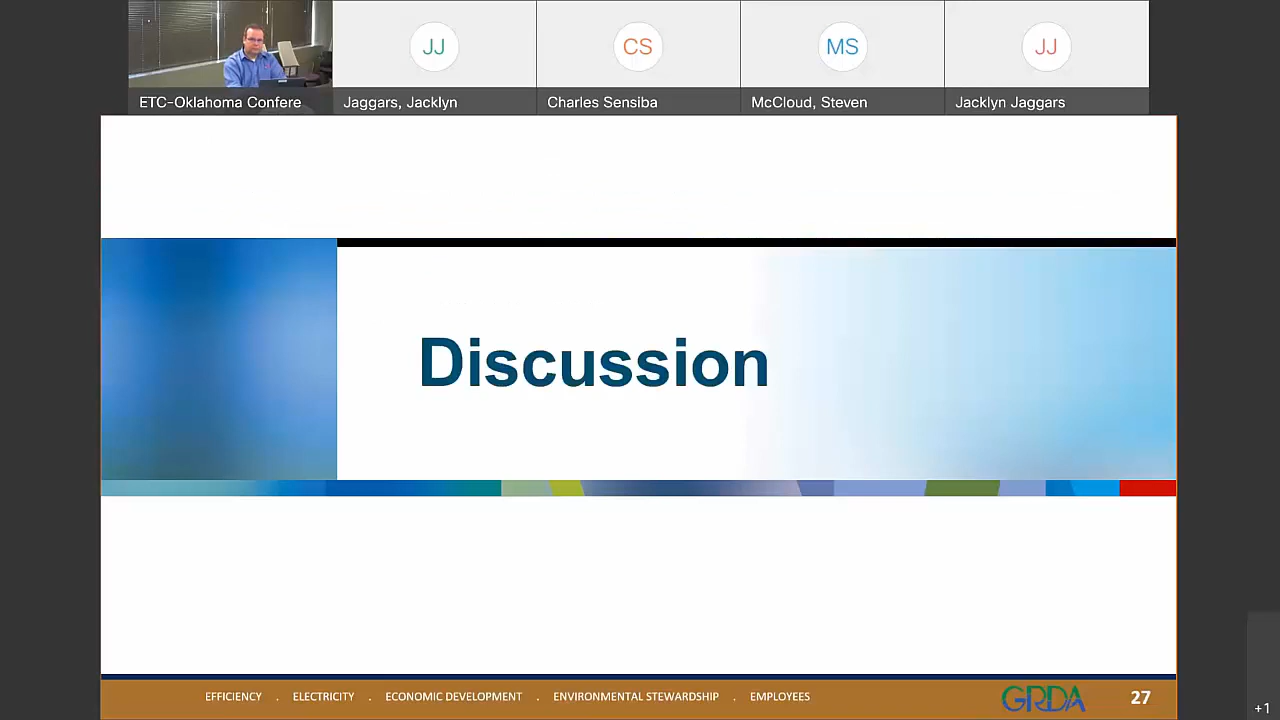 JJ
CS
MS
JJ
ETC-Oklahoma Confere
Jaggars, Jacklyn
Charles Sensiba
McCloud, Steven
Jacklyn Jaggars
Discussion
EFFICIENCY . ELECTRICITY . ECONOMIC DEVELOPMENT . ENVIRONMENTAL STEWARDSHIP . EMPLOYEES
GRDA
27
+1